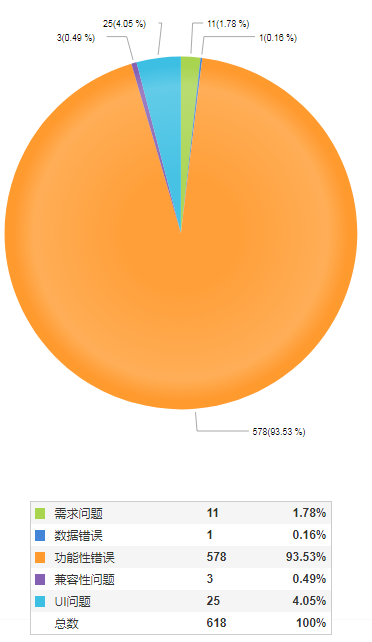 25(4.05 %)
11(1.78 %)
3(0.49 %)
1(0.16 %)
578(93.53 %)
需求问题 11 1.78%
数据错误 1 0.16%
功能性错误 578 93.53%
兼容性问题 3 0.49%
UI问题 25 4.05%
总数 618 100%